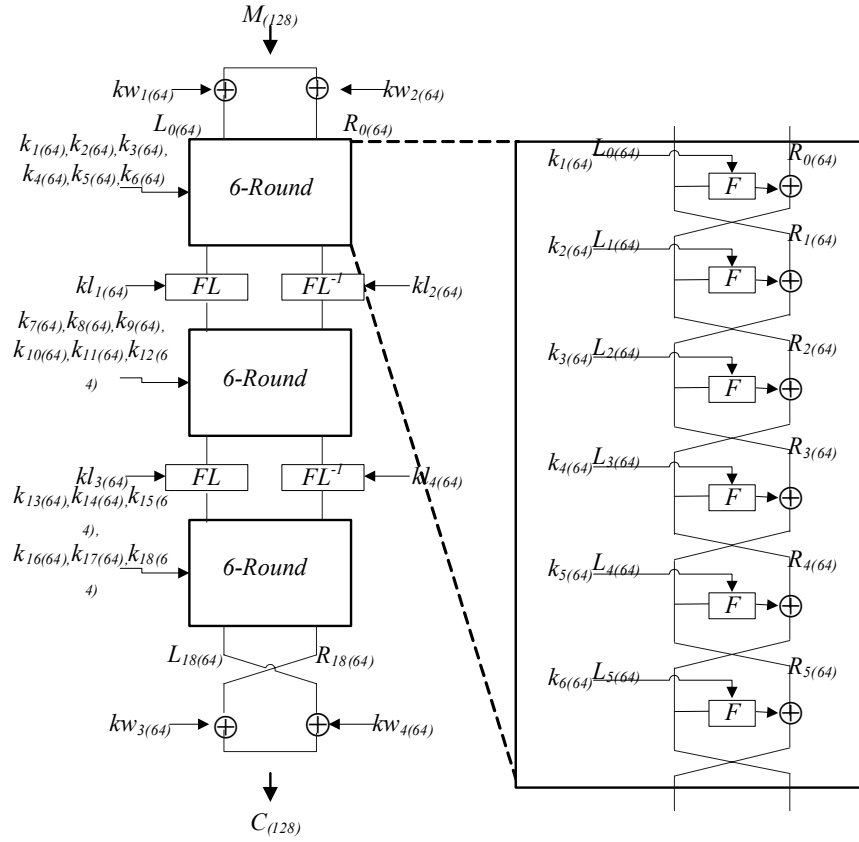 M(128)
kw1(64)
kw2(64)
L0(64)
R0(64)
k1(64),k2(64),k3(64),
k4(64),k5(64),k6(64)
6-Round
kl1(64)
FL
FL-1
kl2(64)
k7(64),k8(64),k9(64),
k10(64),k11(64),k12(6
4)
6-Round
kl3(64)
FL
FL-1
kl4(64)
k13(64),k14(64),k15(6
4),
k16(64),k17(64),k18(6
4)
6-Round
L18(64)
R18(64)
kw3(64)
kw4(64)
C(128)
k1(64)
L0(64)
R0(64)
F
k2(64)
L1(64)
R1(64)
F
k3(64)
L2(64)
R2(64)
F
k4(64)
L3(64)
R3(64)
F
k5(64)
L4(64)
R4(64)
F
k6(64)
L5(64)
R5(64)
F